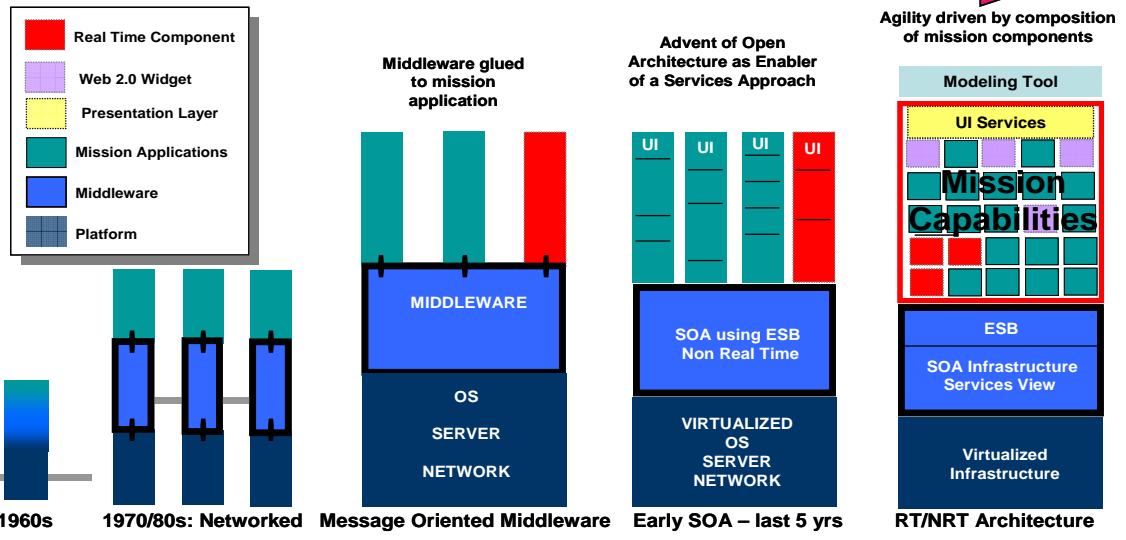 Real Time Component
Web 2.0 Widget
Presentation Layer
Mission Applications
Middleware
Platform
1960s
1970/80s: Networked
Middleware glued
to mission
application
MIDDLEWARE
OS
SERVER
NETWORK
Message Oriented Middleware
Advent of Open
Architecture as Enabler
of a Services Approach
UI
UI
UI
UI
SOA using ESB
Non Real Time
VIRTUALIZED
OS
SERVER
NETWORK
Early SOA – last 5 yrs
Agility driven by composition
of mission components
Modeling Tool
UI Services
Mission
Capabilities
ESB
SOA Infrastructure
Services View
Virtualized
Infrastructure
RT/NRT Architecture